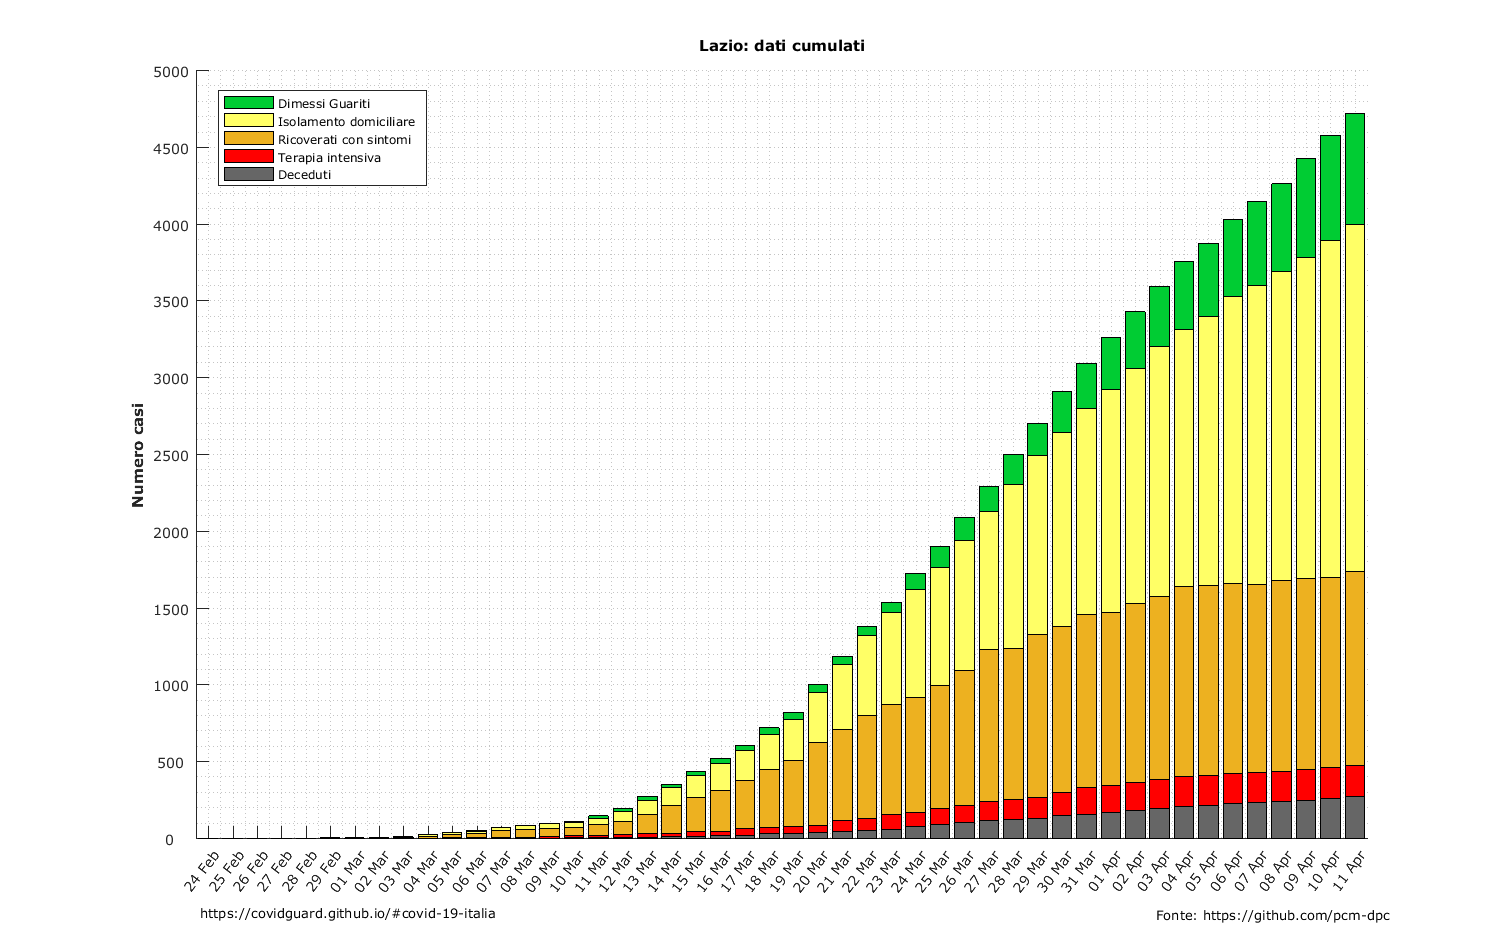 Lazio: dati cumulati
5000
4500
4000
3500
3000
2500
2000
1500
1000
500
0
Numero casi
Dimessi Guariti
Isolamento domiciliare
Ricoverati con sintomi
Terapia intensiva
Deceduti
24 Feb
25 Feb
26 Feb
27 Feb
28 Feb
29 Feb
01 Mar
02 Mar
03 Mar
04 Mar
05 Mar
06 Mar
07 Mar
08 Mar
09 Mar
10 Mar
11 Mar
12 Mar
13 Mar
14 Mar
15 Mar
16 Mar
17 Mar
18 Mar
19 Mar
20 Mar
21 Mar
22 Mar
23 Mar
24 Mar
25 Mar
26 Mar
27 Mar
28 Mar
29 Mar
30 Mar
31 Mar
01 Apr
02 Apr
03 Apr
04 Apr
05 Apr
06 Apr
07 Apr
08 Apr
09 Apr
10 Apr
11 Apr
https://covidguard.github.io/#covid-19-italia
Fonte: https://github.com/pcm-dpc